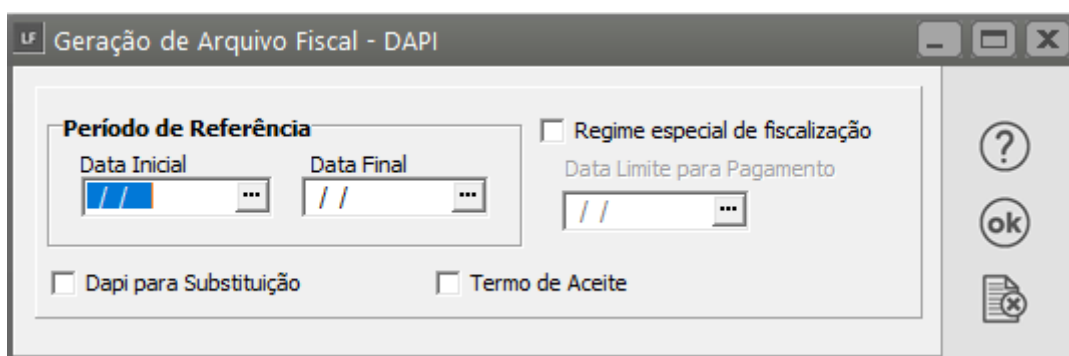 LF Geração de Arquivo Fiscal - DAPI
Período de Referência
Data Inicial Data Final
/ / ... / / ...
Regime especial de fiscalização
Data Limite para Pagamento
/ / ...
Dapi para Substituição Termo de Aceite
?
ok